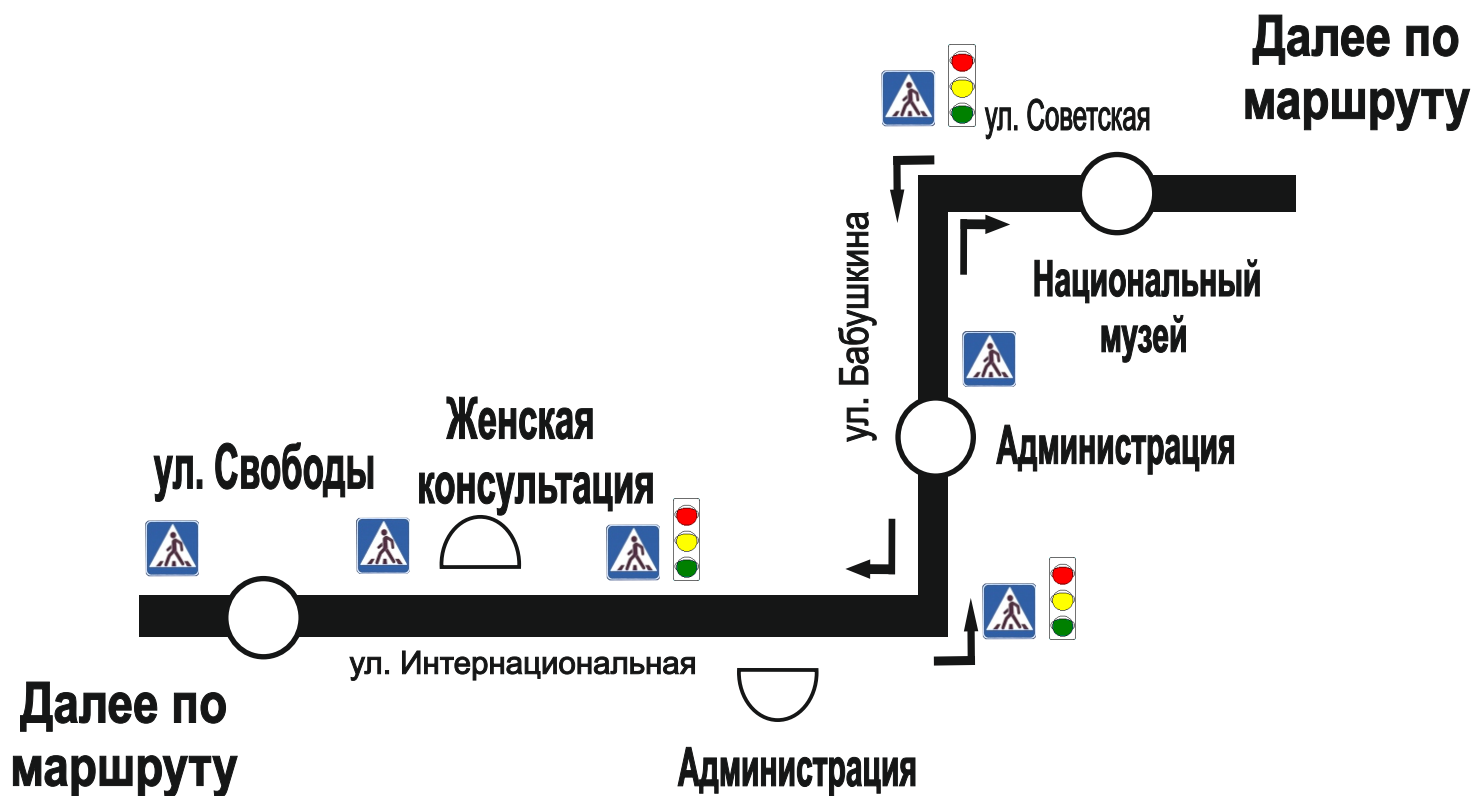 Далее по
маршруту
ул. Советская
ул. Бабушкина
Национальный
музей
Администрация
Женская
консультация
ул. Свободы
ул. Интернациональная
Далее по
маршруту
Администрация